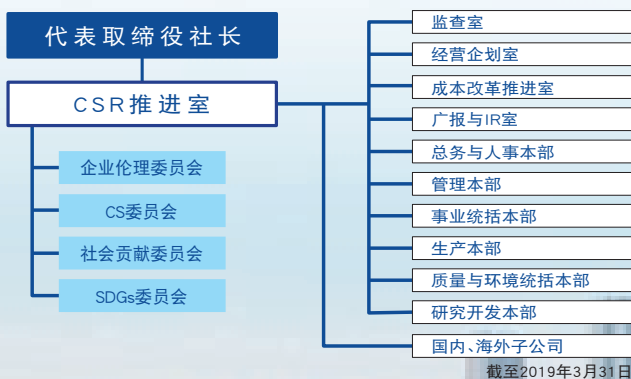 代表取缔役社长
CSR推进室
企业伦理委员会
CS委员会
社会贡献委员会
SDGs委员会
监查室
经营企划室
成本改革推进室
广报与IR室
总务与人事本部
管理本部
事业统括本部
生产本部
质量与环境统括本部
研究开发本部
国内、海外子公司
截至2019年3月31日